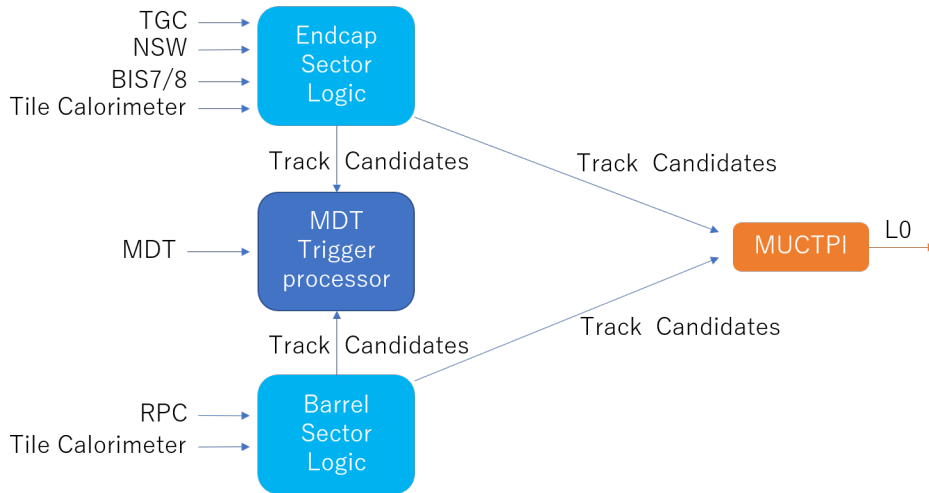 TGC
NSW
BIS7/8
Tile Calorimeter
Endcap
Sector
Logic
Track Candidates
Track Candidates
MDT
MDT
Trigger
processor
MUCTPI
L0
Track Candidates
Track Candidates
RPC
Tile Calorimeter
Barrel
Sector
Logic